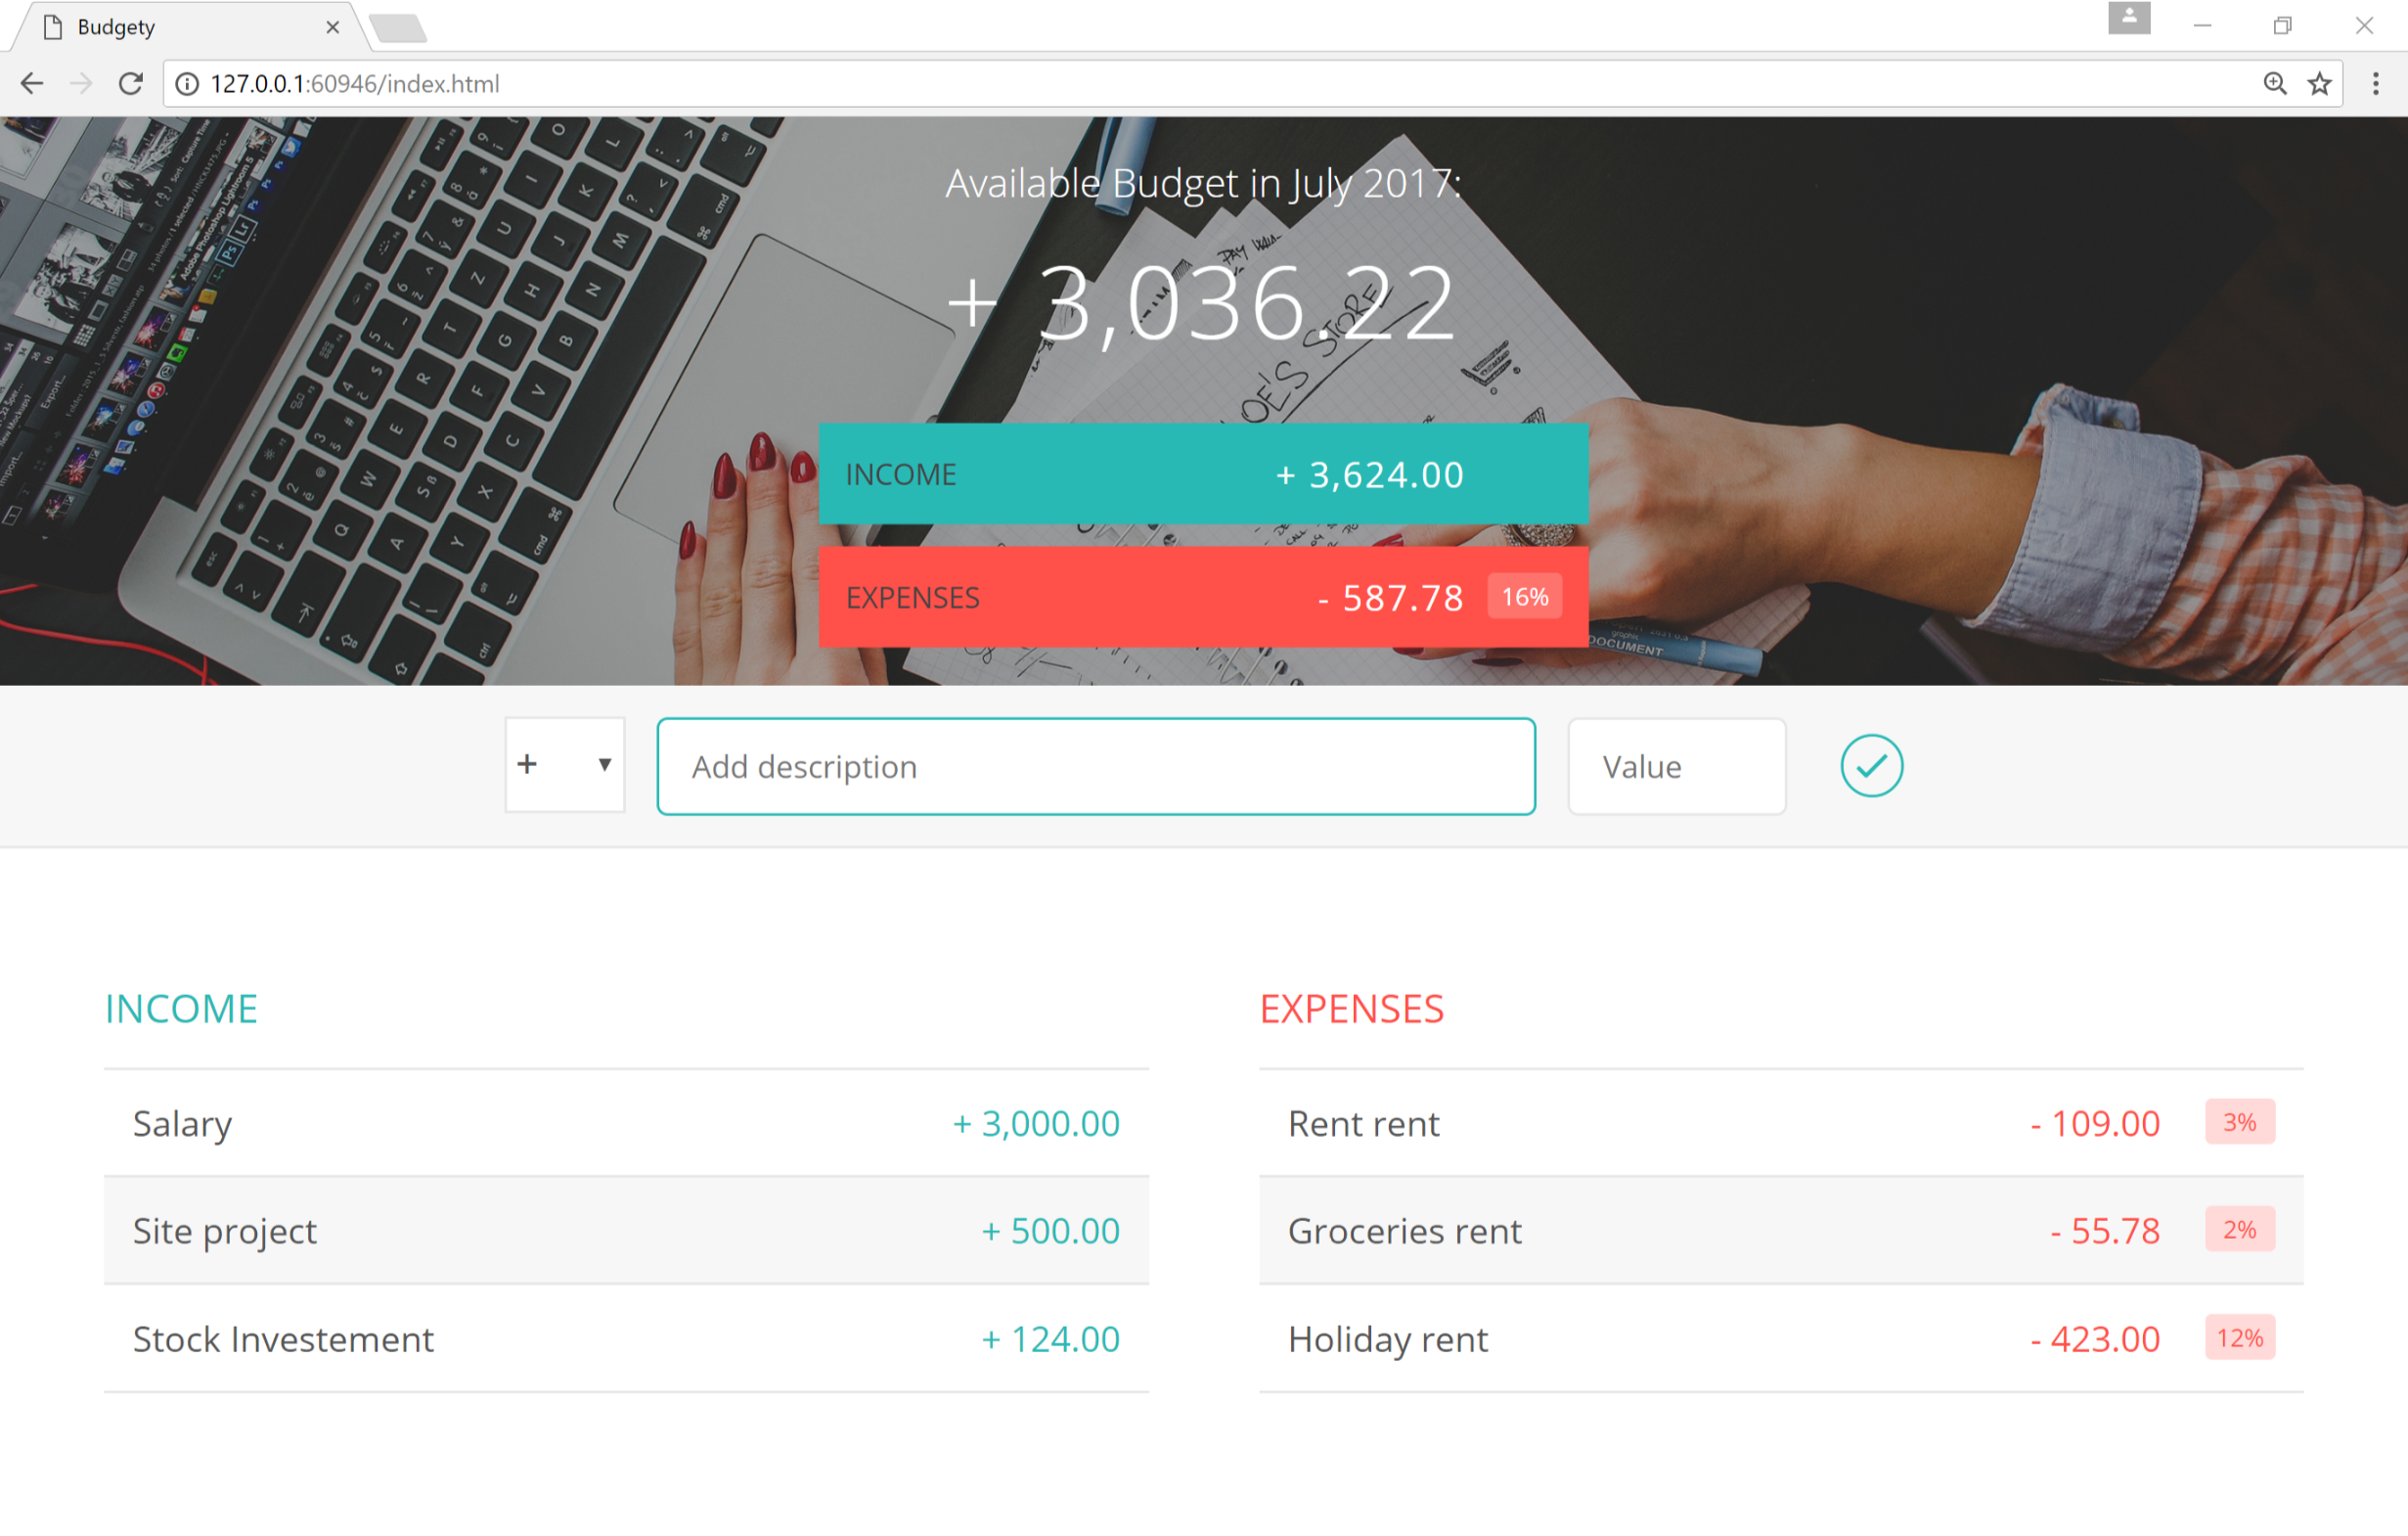 Budgety
127.0.0.1:60946/index.html
Available Budget in July 2017:
+ 3,036.22
INCOME + 3,624.00
EXPENSES - 587.78 16%
+ ▼ Add description Value
INCOME
Salary + 3,000.00
Site project + 500.00
Stock Investement + 124.00
EXPENSES
Rent rent - 109.00 3%
Groceries rent - 55.78 2%
Holiday rent - 423.00 12%